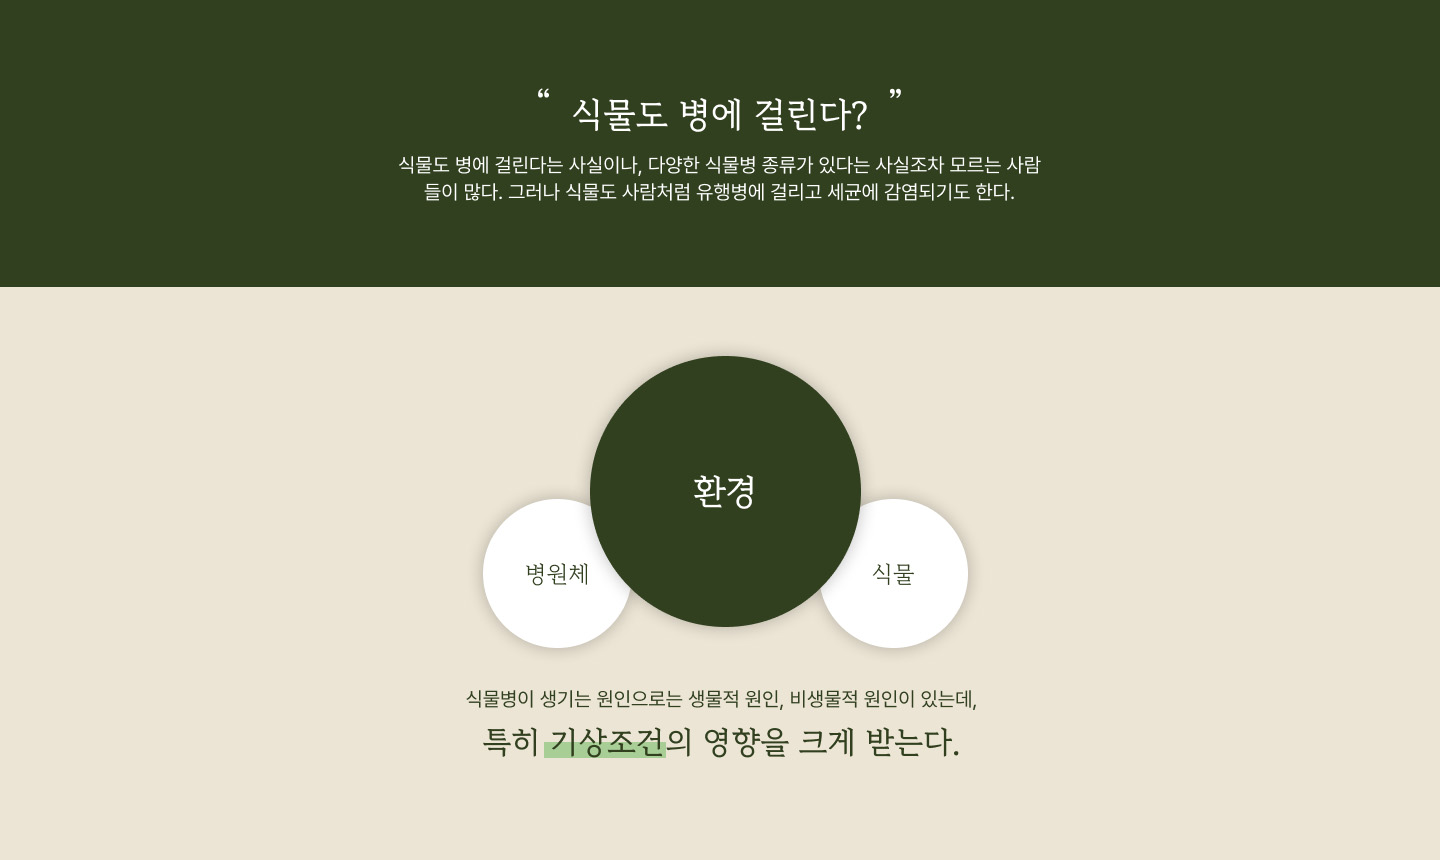 “ 식물도 병에 걸린다? ”
식물도 병에 걸린다는 사실이나, 다양한 식물병 종류가 있다는 사실조차 모르는 사람
들이 많다. 그러나 식물도 사람처럼 유행병에 걸리고 세균에 감염되기도 한다.
환경
병원체
식물
식물병이 생기는 원인으로는 생물적 원인, 비생물적 원인이 있는데,
특히 기상조건의 영향을 크게 받는다.